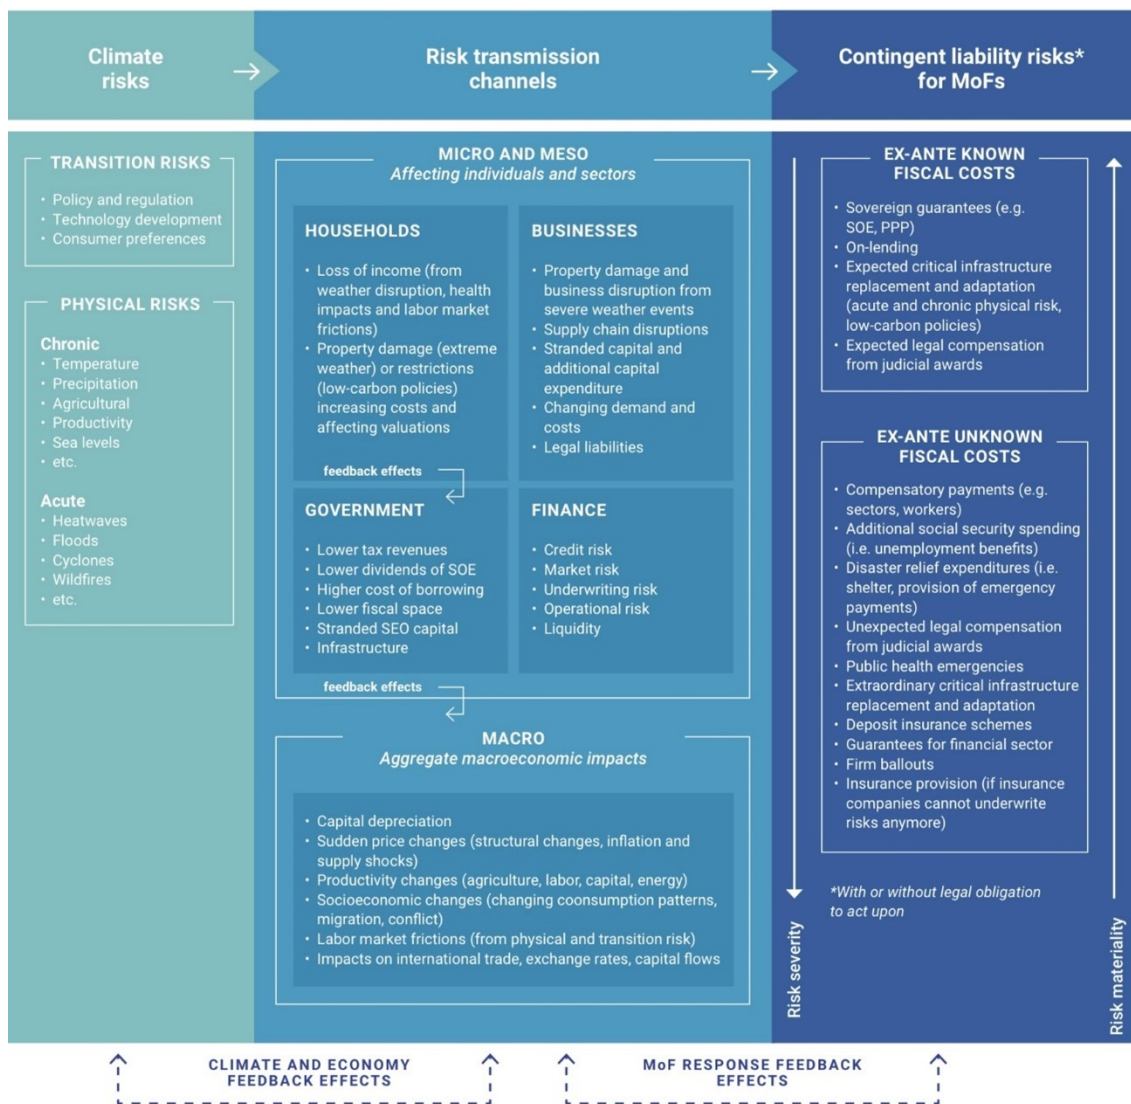 Climate
risks
Risk transmission
channels
Contingent liability risks*
for MoFs
TRANSITION RISKS
• Policy and regulation
• Technology development
• Consumer preferences
PHYSICAL RISKS
Chronic
• Temperature
• Precipitation
• Agricultural
• Productivity
• Sea levels
• etc.
Acute
• Heatwaves
• Floods
• Cyclones
• Wildfires
• etc.
MICRO AND MESO
Affecting individuals and sectors
HOUSEHOLDS
• Loss of income (from
weather disruption, health
impacts and labor market
frictions)
• Property damage (extreme
weather) or restrictions
(low-carbon policies)
increasing costs and
affecting valuations
BUSINESSES
• Property damage and
business disruption from
severe weather events
• Supply chain disruptions
• Stranded capital and
additional capital
expenditure
• Changing demand and
costs
• Legal liabilities
feedback effects
GOVERNMENT
• Lower tax revenues
• Lower dividends of SOE
• Higher cost of borrowing
• Lower fiscal space
• Stranded SEO capital
• Infrastructure
FINANCE
• Credit risk
• Market risk
• Underwriting risk
• Operational risk
• Liquidity
feedback effects
MACRO
Aggregate macroeconomic impacts
• Capital depreciation
• Sudden price changes (structural changes, inflation and
supply shocks)
• Productivity changes (agriculture, labor, capital, energy)
• Socioeconomic changes (changing coonsumption patterns,
migration, conflict)
• Labor market frictions (from physical and transition risk)
• Impacts on international trade, exchange rates, capital flows
EX-ANTE KNOWN
FISCAL COSTS
• Sovereign guarantees (e.g.
SOE, PPP)
• On-lending
• Expected critical infrastructure
replacement and adaptation
(acute and chronic physical risk,
low-carbon policies)
• Expected legal compensation
from judicial awards
EX-ANTE UNKNOWN
FISCAL COSTS
• Compensatory payments (e.g.
sectors, workers)
• Additional social security spending
(i.e. unemployment benefits)
• Disaster relief expenditures (i.e.
shelter, provision of emergency
payments)
• Unexpected legal compensation
from judicial awards
• Public health emergencies
• Extraordinary critical infrastructure
replacement and adaptation
• Deposit insurance schemes
• Guarantees for financial sector
• Firm ballouts
• Insurance provision (if insurance
companies cannot underwrite
risks anymore)
*With or without legal obligation
to act upon
Risk severity
Risk materiality
CLIMATE AND ECONOMY
FEEDBACK EFFECTS
MoF RESPONSE FEEDBACK
EFFECTS